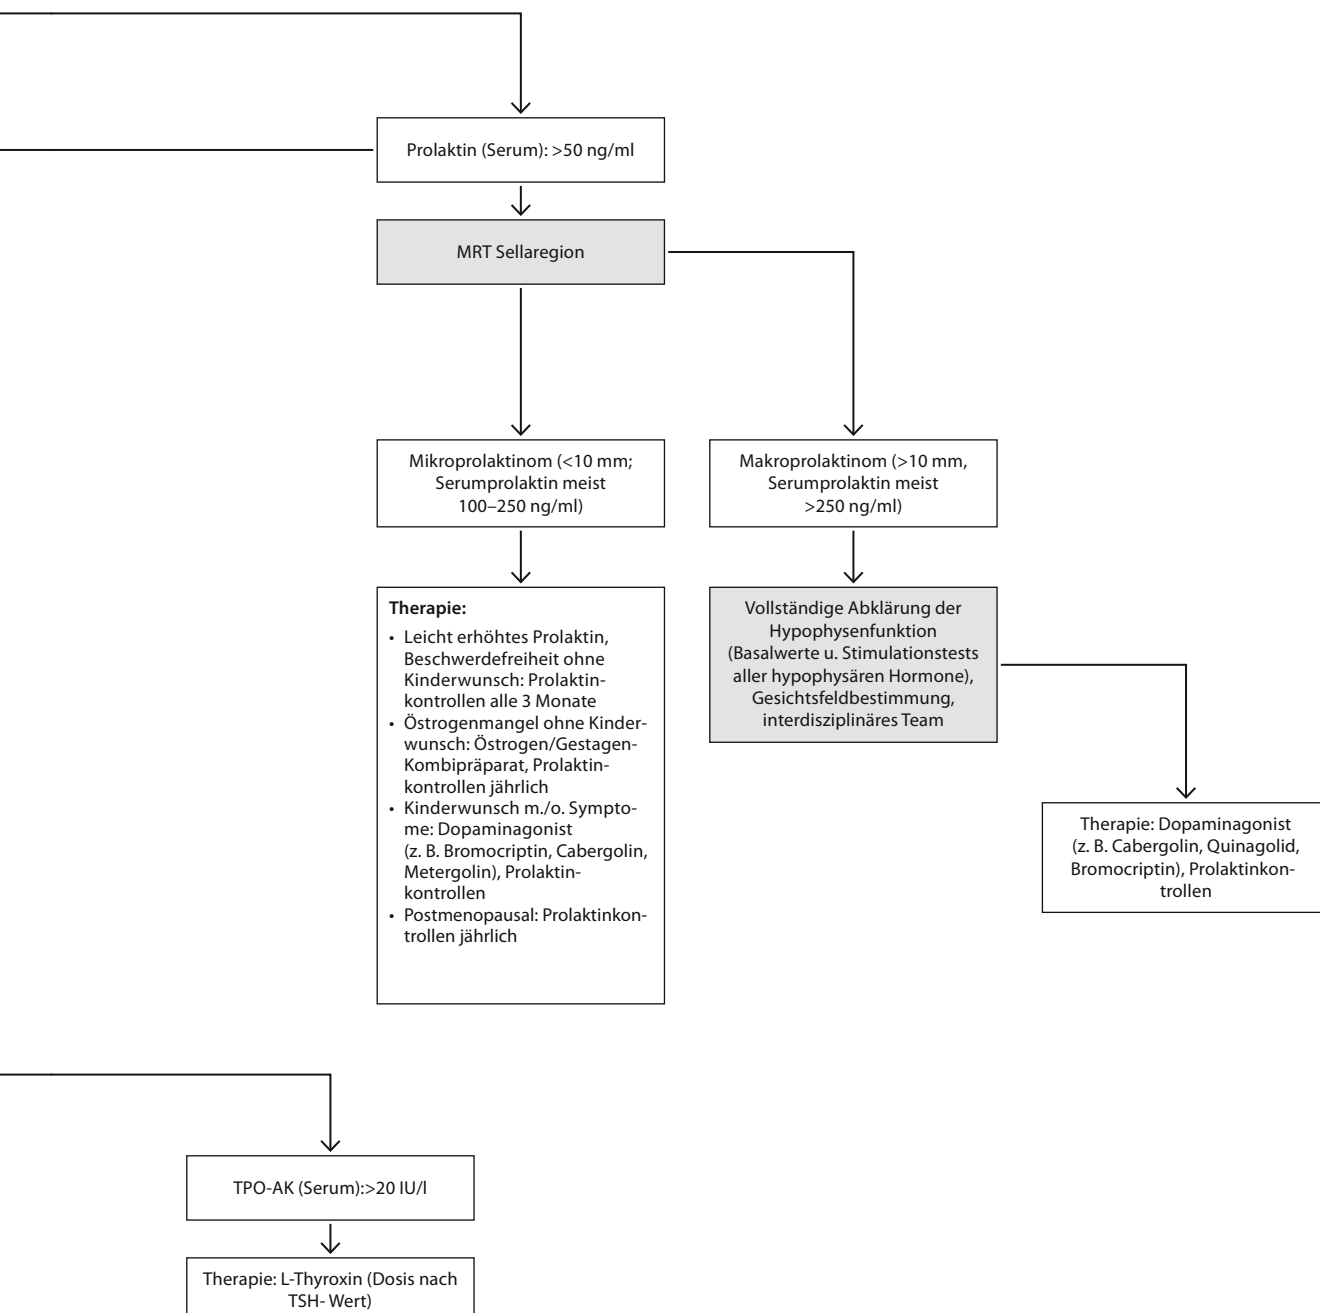 Prolaktin (Serum): >50 ng/ml
MRT Sellaregion
Mikroprolaktinom (<10 mm;
Serumprolaktin meist
100–250 ng/ml)
Makroprolaktinom (>10 mm,
Serumprolaktin meist
>250 ng/ml)
Therapie:
• Leicht erhöhtes Prolaktin,
Beschwerdefreiheit ohne
Kinderwunsch: Prolaktin-
kontrollen alle 3 Monate
• Östrogenmangel ohne Kinder-
wunsch: Östrogen/Gestagen-
Kombipräparat, Prolaktin-
kontrollen jährlich
• Kinderwunsch m./o. Sympto-
me: Dopaminagonist
(z. B. Bromocriptin, Cabergolin,
Metergolin), Prolaktin-
kontrollen
• Postmenopausal: Prolaktinkon-
trollen jährlich
Vollständige Abklärung der
Hypophysenfunktion
(Basalwerte u. Stimulationstests
aller hypophysären Hormone),
Gesichtsfeldbestimmung,
interdisziplinäres Team
Therapie: Dopaminagonist
(z. B. Cabergolin, Quinagolid,
Bromocriptin), Prolaktinkon-
trollen
TPO-AK (Serum):>20 IU/l
Therapie: L-Thyroxin (Dosis nach
TSH- Wert)